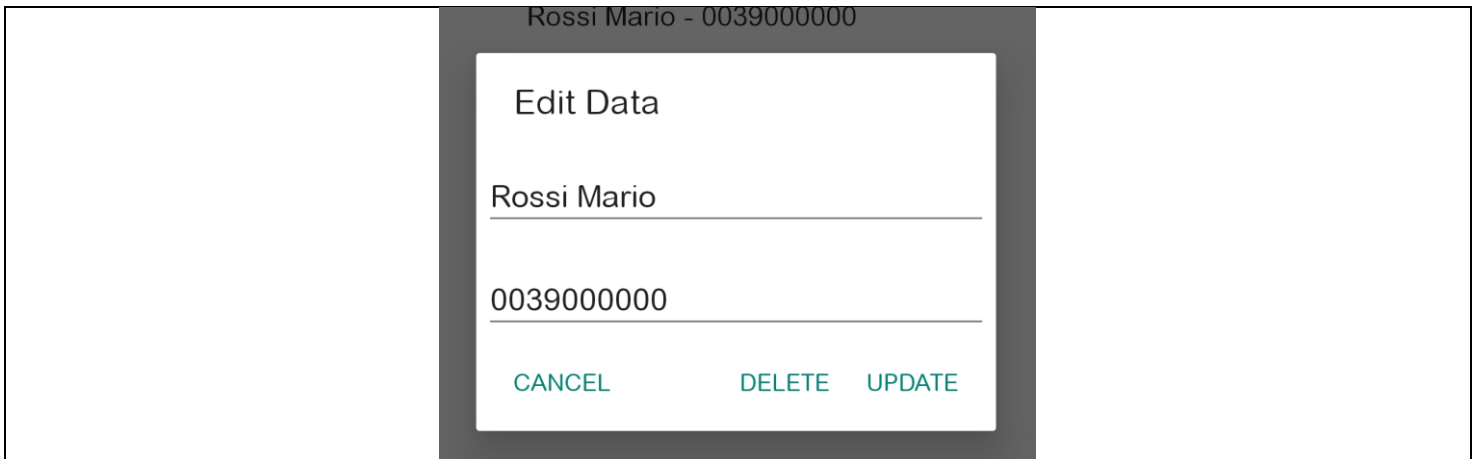 Rossi Mario - 0039000000
Edit Data
Rossi Mario
0039000000
CANCEL DELETE UPDATE